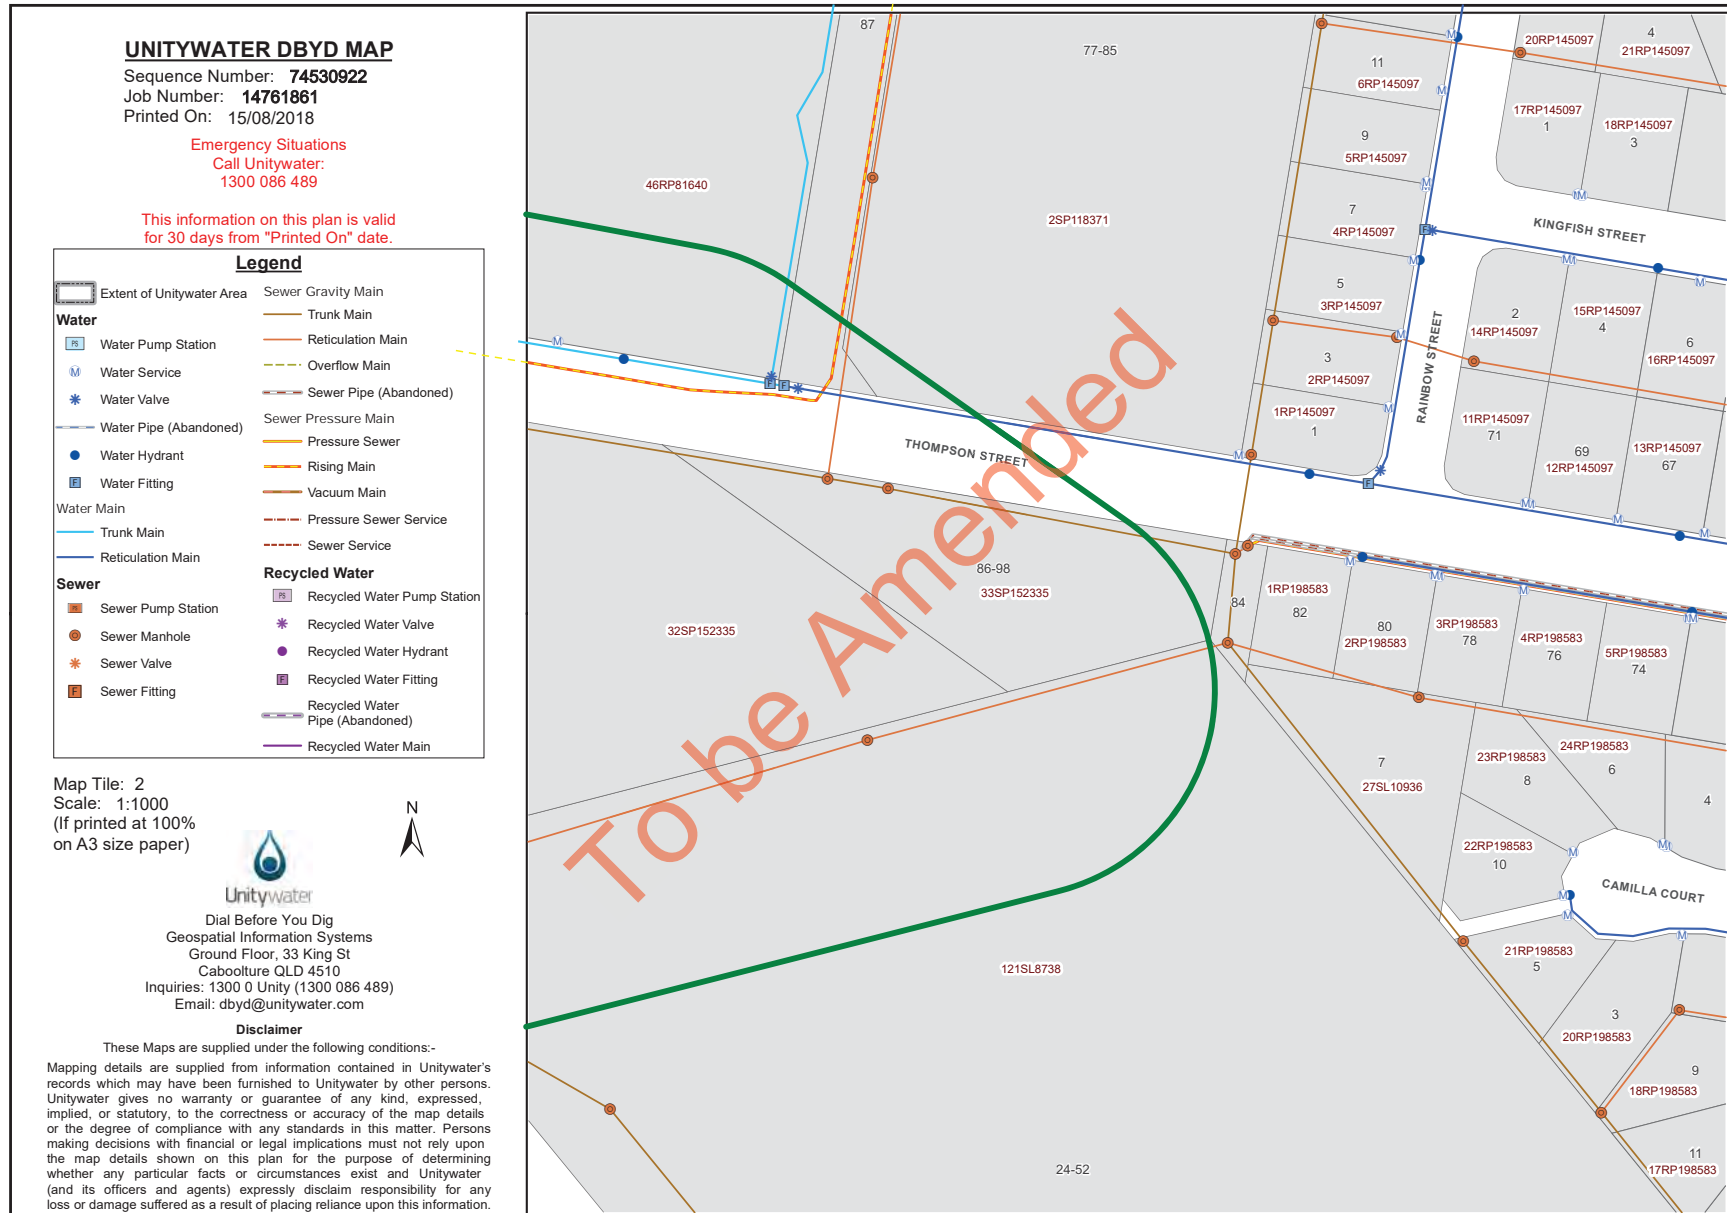 UNITYWATER DBYD MAP
Sequence Number: 74530922
Job Number: 14761861
Printed On: 15/08/2018
Emergency Situations
Call Unitywater:
1300 086 489
This information on this plan is valid
for 30 days from "Printed On" date.
Legend
Extent of Unitywater Area
Water
PS Water Pump Station
M Water Service
Water Valve
Water Pipe (Abandoned)
Water Hydrant
F Water Fitting
Water Main
Trunk Main
Reticulation Main
Sewer
PS Sewer Pump Station
Sewer Manhole
Sewer Valve
F Sewer Fitting
Sewer Gravity Main
Trunk Main
Reticulation Main
Overflow Main
Sewer Pipe (Abandoned)
Sewer Pressure Main
Pressure Sewer
Rising Main
Vacuum Main
Pressure Sewer Service
Sewer Service
Recycled Water
PS Recycled Water Pump Station
Recycled Water Valve
Recycled Water Hydrant
F Recycled Water Fitting
Recycled Water
Pipe (Abandoned)
Recycled Water Main
Map Tile: 2
Scale: 1:1000
(If printed at 100%
on A3 size paper)
N
Unitywater
Dial Before You Dig
Geospatial Information Systems
Ground Floor, 33 King St
Caboolture QLD 4510
Inquiries: 1300 0 Unity (1300 086 489)
Email: dbyd@unitywater.com
Disclaimer
These Maps are supplied under the following conditions:-
Mapping details are supplied from information contained in Unitywater's
records which may have been furnished to Unitywater by other persons.
Unitywater gives no warranty or guarantee of any kind, expressed,
implied, or statutory, to the correctness or accuracy of the map details
or the degree of compliance with any standards in this matter. Persons
making decisions with financial or legal implications must not rely upon
the map details shown on this plan for the purpose of determining
whether any particular facts or circumstances exist and Unitywater
(and its officers and agents) expressly disclaim responsibility for any
loss or damage suffered as a result of placing reliance upon this information.
87
77-85
46RP81640
2SP118371
11
6RP145097
9
5RP145097
7
4RP145097
5
3RP145097
3
2RP145097
1RP145097
1
20RP145097
4
21RP145097
17RP145097
1
18RP145097
3
KINGFISH STREET
RAINBOW STREET
2
14RP145097
15RP145097
4
6
16RP145097
11RP145097
71
69
12RP145097
13RP145097
67
THOMPSON STREET
To be Amended
86-98
33SP152335
32SP152335
84
1RP198583
82
80
2RP198583
3RP198583
78
4RP198583
76
5RP198583
74
7
27SL10936
23RP198583
8
24RP198583
6
4
22RP198583
10
CAMILLA COURT
21RP198583
5
3
20RP198583
9
18RP198583
11
17RP198583
121SL8738
24-52